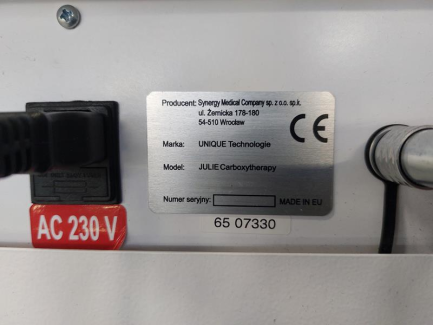 Producent: Synergy Medical Company sp. z o.o. sp.k.
ul. Żernicka 178-180
54-510 Wrocław
CE
Marka: UNIQUE Technologie
Model: JULIE Carboxytherapy
Numer seryjny: MADE IN EU
65 07330
AC 230 V